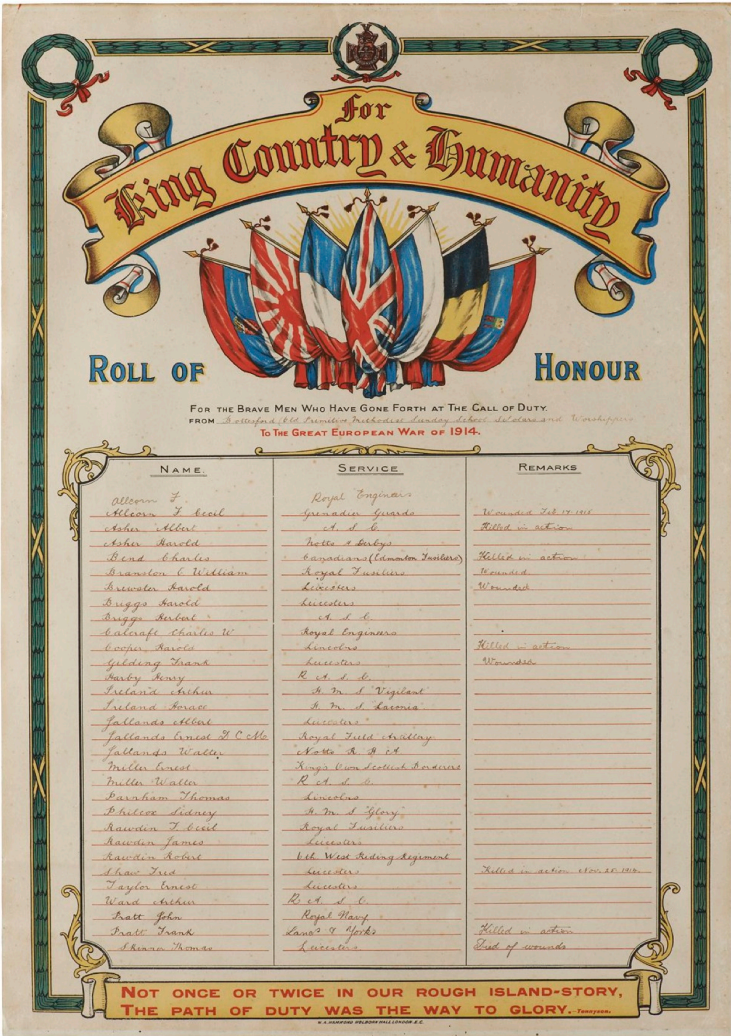 For
King Country & Humanity
ROLL OF HONOUR
FOR THE BRAVE MEN WHO HAVE GONE FORTH AT THE CALL OF DUTY.
FROM Bottesford (Old Primitive Methodist Sunday School Scholars and Worshippers
TO THE GREAT EUROPEAN WAR OF 1914.
NAME. SERVICE REMARKS
Allcorn F. Royal Engineers
Allcorn F Cecil Grenadier Guards Wounded Feb 17 1915
Asher Albert A. S. C. Killed in action
Asher Harold Notts & Derbys
Bend Charles Canadians (Edmonton Fusiliers) Killed in action
Branston C William Royal Fusiliers Wounded
Brewster Harold Leicesters Wounded
Briggs Harold Leicesters
Briggs Herbert A. S. C.
Calcraft Charles W Royal Engineers
Cooper, Harold Lincolns Killed in action
Gilding Frank Leicesters Wounded
Harby Henry R. A. S. C.
Ireland Arthur H. M. S "Vigilant"
Ireland Horace H. M. S "Laconia"
Jallands Albert Leicesters
Jallands Ernest D C M Royal Field Artillery
Jallands Walter Notts R H A
Miller Ernest King's Own Scottish Borderers
Miller Walter R A. S. C.
Parnham Thomas Lincolns
Philcox Sidney H. M. S "Glory"
Rawdin F Cecil Royal Fusiliers
Rawdin James Leicesters
Rawdin Robert 6th West Riding Regiment
Shaw Fred Leicesters Killed in action Nov. 20.
Taylor Ernest Leicesters
Ward Arthur R A. S. C.
Pratt John Royal Navy
Pratt Frank Lancs & Yorks Killed in action
Skinner Thomas Leicesters Died of wounds
NOT ONCE OR TWICE IN OUR ROUGH ISLAND-STORY,
THE PATH OF DUTY WAS THE WAY TO GLORY. - Tennyson.
HOLBORN HALL LONDON. E.C.